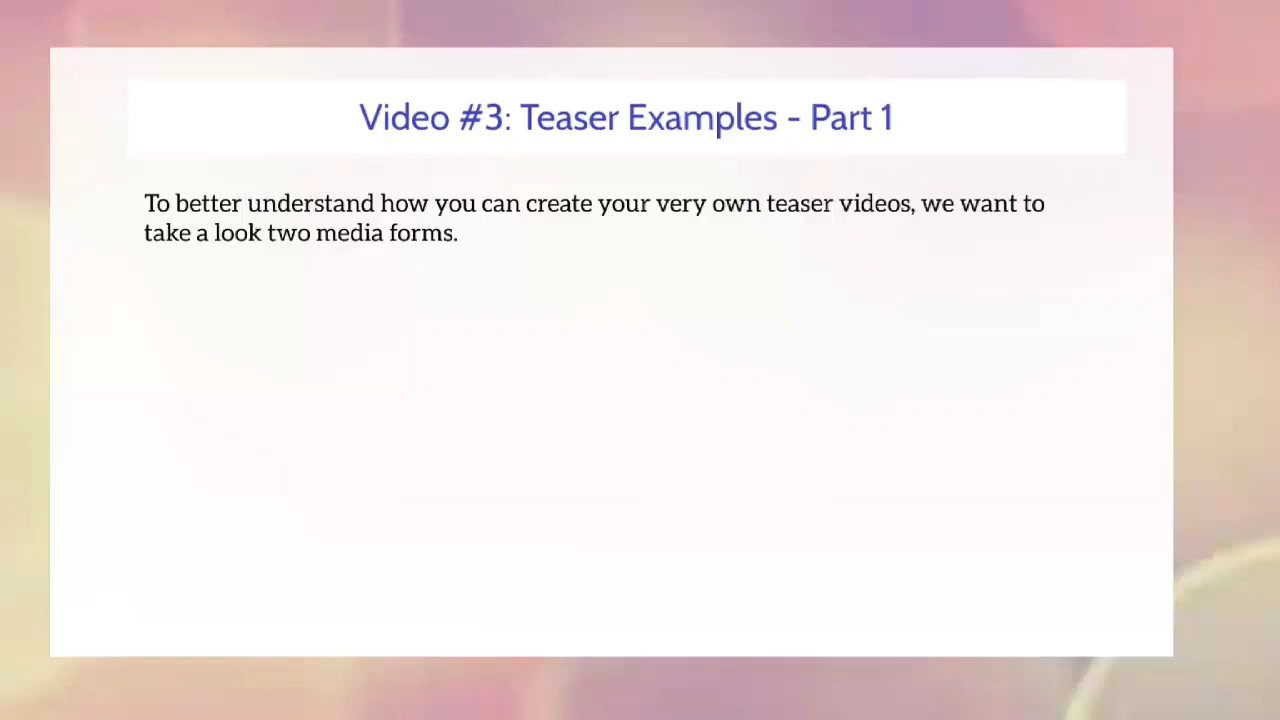 Video #3: Teaser Examples - Part 1
To better understand how you can create your very own teaser videos, we want to
take a look two media forms.